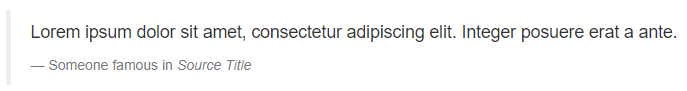 Lorem ipsum dolor sit amet, consectetur adipiscing elit. Integer posuere erat a ante.
— Someone famous in Source Title